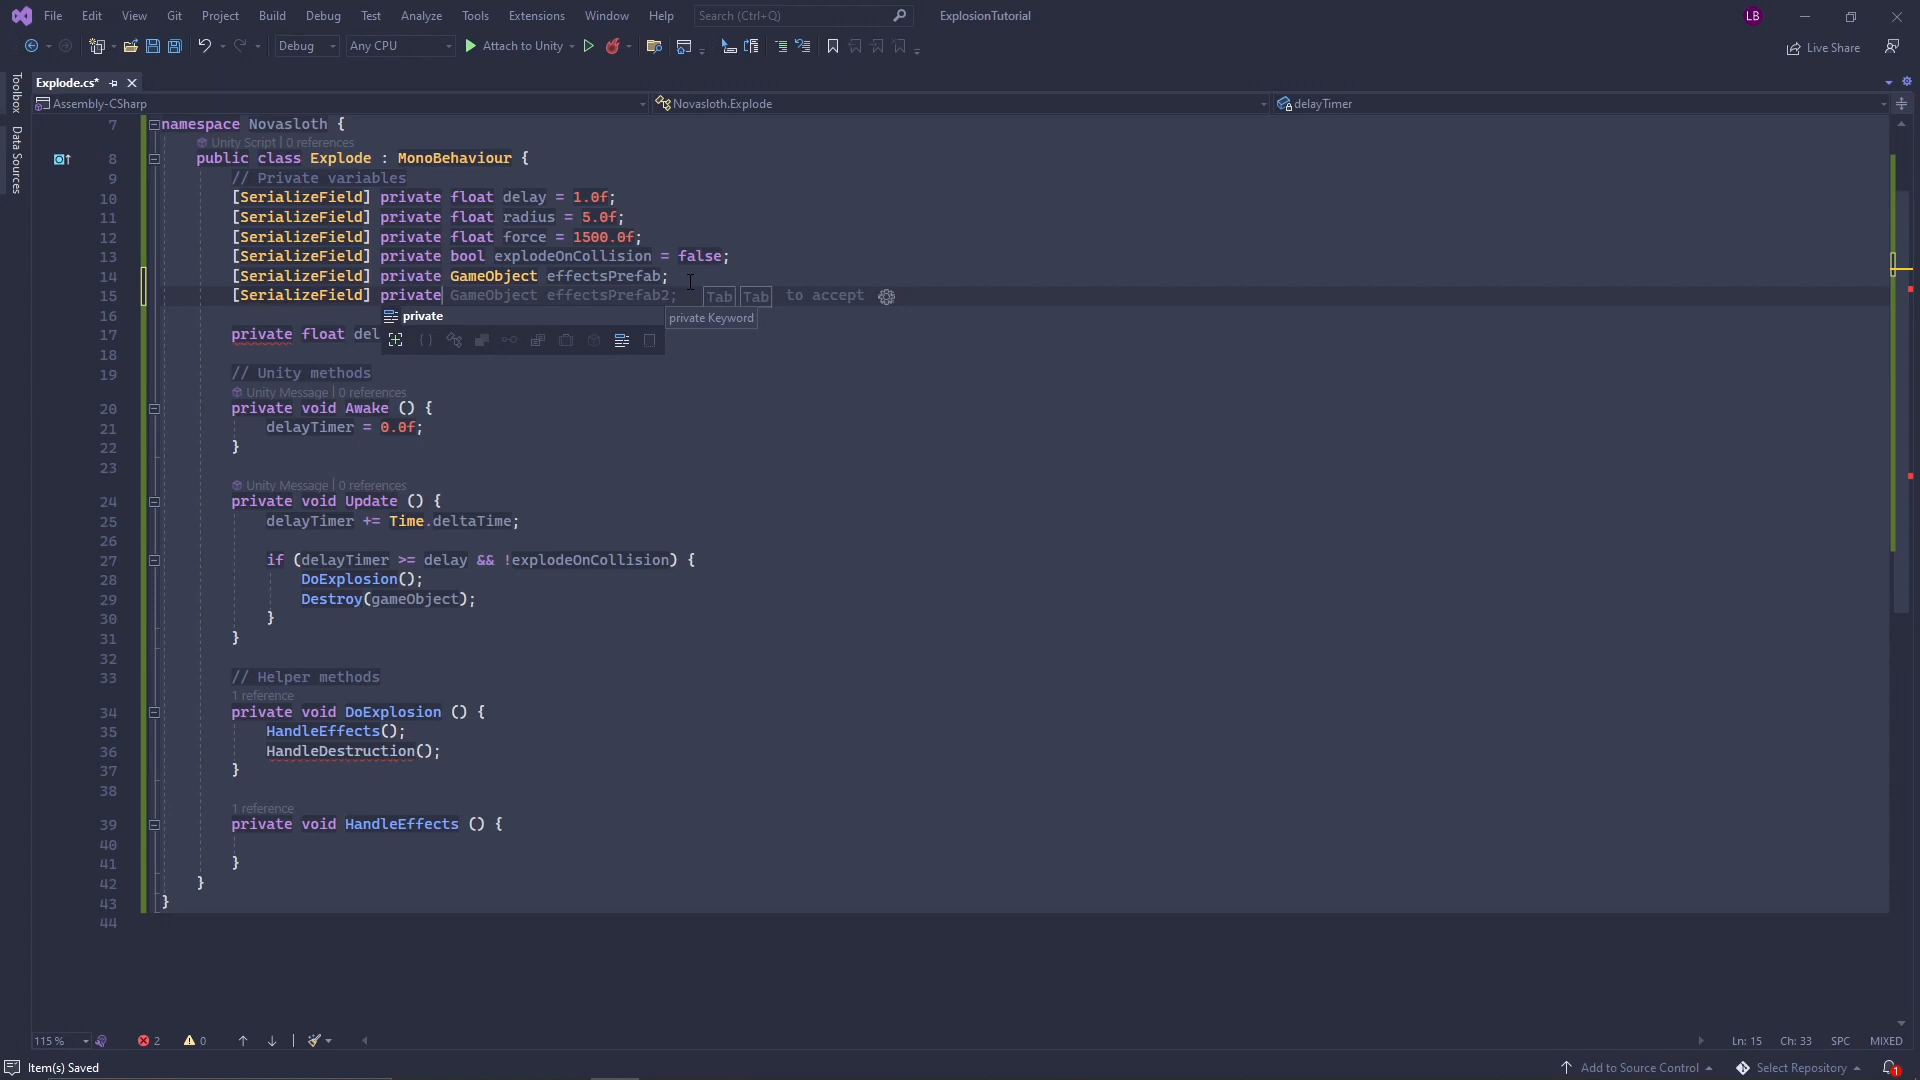 File Edit View Git Project Build Debug Test Analyze Tools Extensions Window Help Search (Ctrl+Q) ExplosionTutorial LB
Debug Any CPU Attach to Unity Live Share
Explode.cs*
Assembly-CSharp Novasloth.Explode delayTimer
Toolbox
Data Sources
7 namespace Novasloth {
Unity Script | 0 references
8 public class Explode : MonoBehaviour {
9 // Private variables
10 [SerializeField] private float delay = 1.0f;
11 [SerializeField] private float radius = 5.0f;
12 [SerializeField] private float force = 1500.0f;
13 [SerializeField] private bool explodeOnCollision = false;
14 [SerializeField] private GameObject effectsPrefab;
15 [SerializeField] private GameObject effectsPrefab2; Tab Tab to accept
16 private private Keyword
17 private float del
18
19 // Unity methods
Unity Message | 0 references
20 private void Awake () {
21 delayTimer = 0.0f;
22 }
23
Unity Message | 0 references
24 private void Update () {
25 delayTimer += Time.deltaTime;
26
27 if (delayTimer >= delay && !explodeOnCollision) {
28 DoExplosion();
29 Destroy(gameObject);
30 }
31 }
32
33 // Helper methods
1 reference
34 private void DoExplosion () {
35 HandleEffects();
36 HandleDestruction();
37 }
38
1 reference
39 private void HandleEffects () {
40
41 }
42 }
43 }
44
115 % 2 0 Ln: 15 Ch: 33 SPC MIXED
Item(s) Saved Add to Source Control Select Repository 1